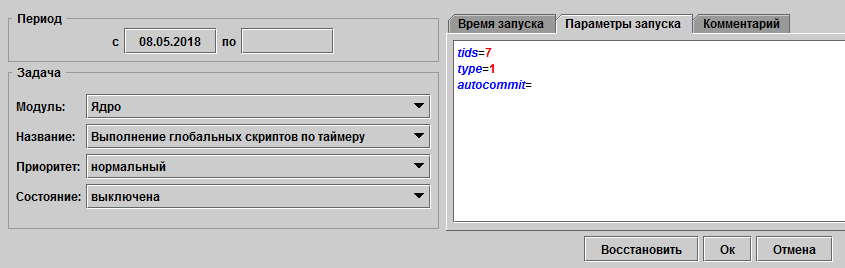 Период
с 08.05.2018 по
Задача
Модуль: Ядро
Название: Выполнение глобальных скриптов по таймеру
Приоритет: нормальный
Состояние: выключена
Время запуска Параметры запуска Комментарий
tids=7
type=1
autocommit=
Восстановить Ок Отмена